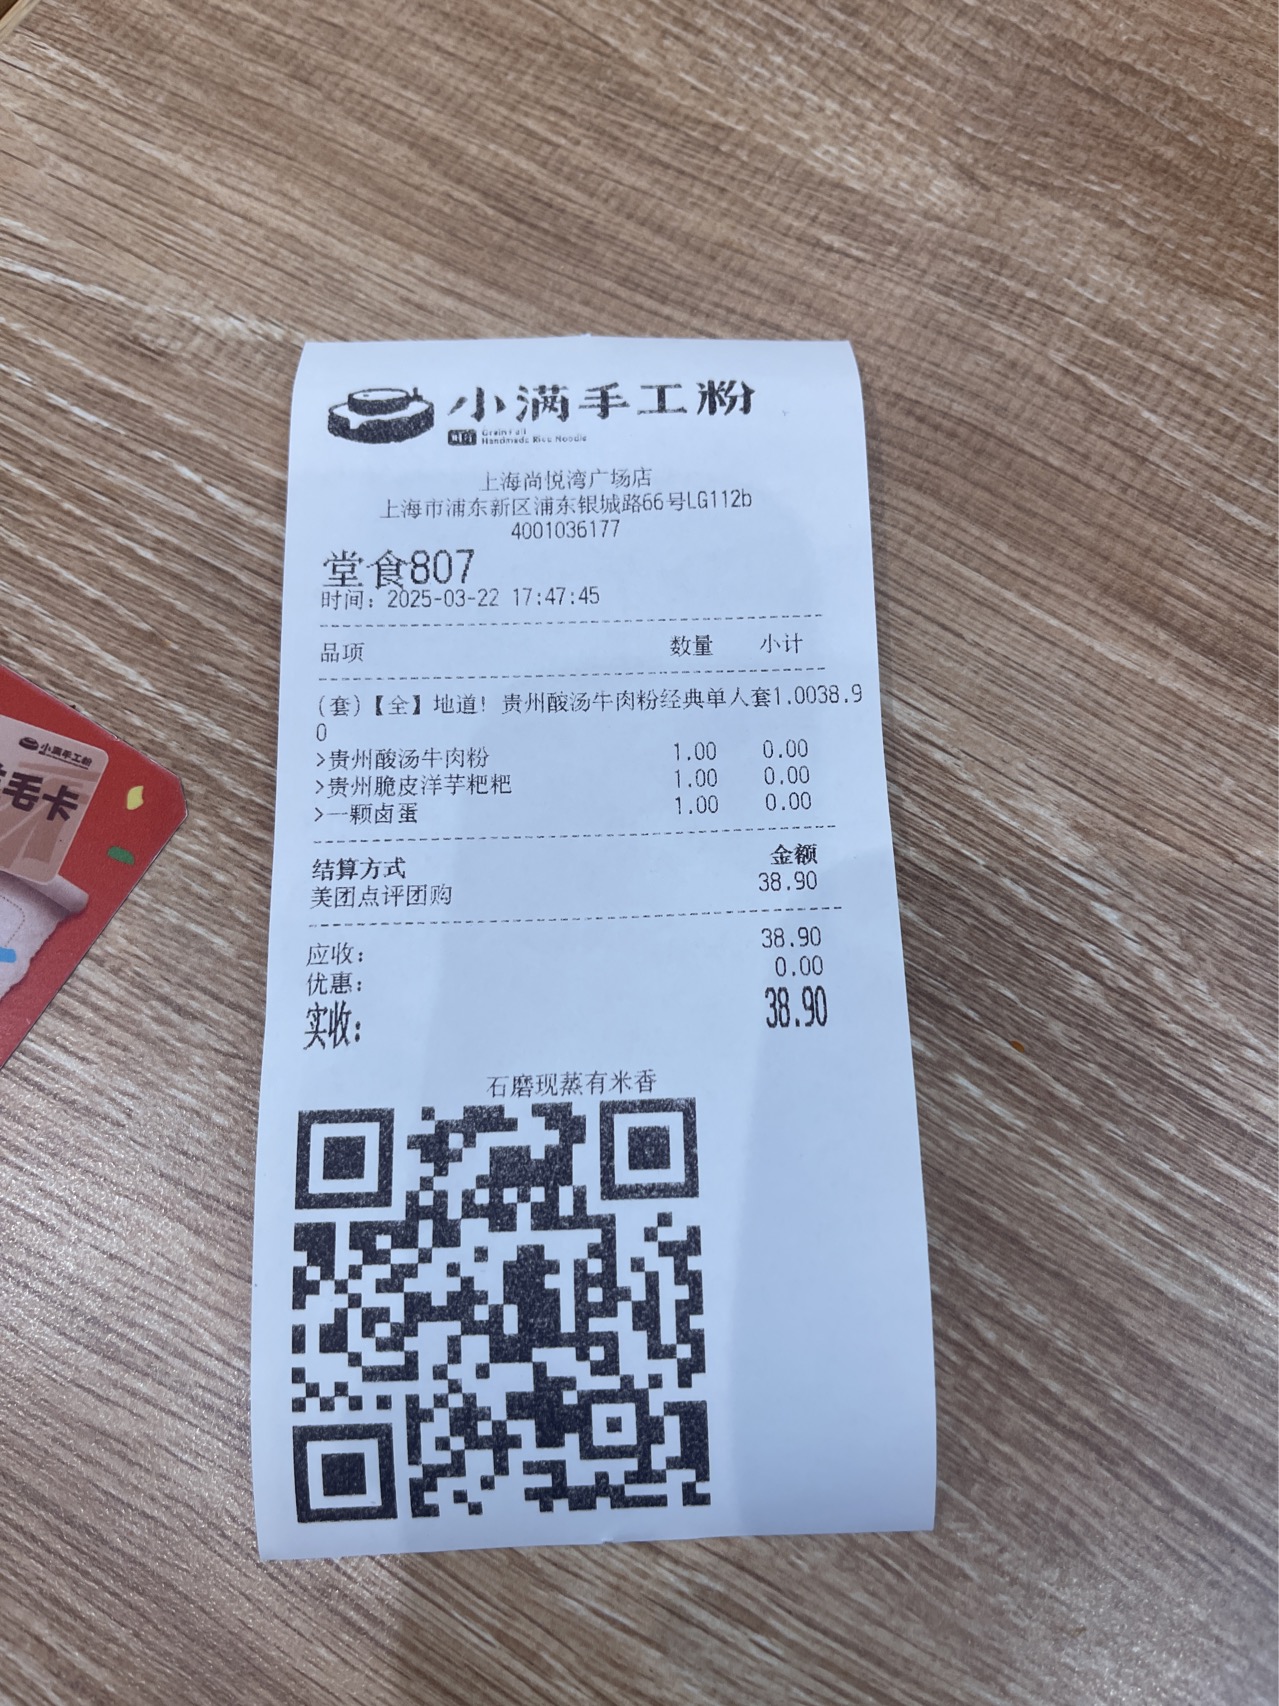 小满手工粉
Grain Full
Handmade Rice Noodle
上海尚悦湾广场店
上海市浦东新区浦东银城路66号LG112b
4001036177
堂食807
时间：2025-03-22 17:47:45
品项 数量 小计
(套)【全】地道！贵州酸汤牛肉粉经典单人套1.0038.9
0
>贵州酸汤牛肉粉 1.00 0.00
>贵州脆皮洋芋粑粑 1.00 0.00
>一颗卤蛋 1.00 0.00
结算方式 金额
美团点评团购 38.90
应收： 38.90
优惠： 0.00
实收： 38.90
石磨现蒸有米香
小满手工粉
毛卡